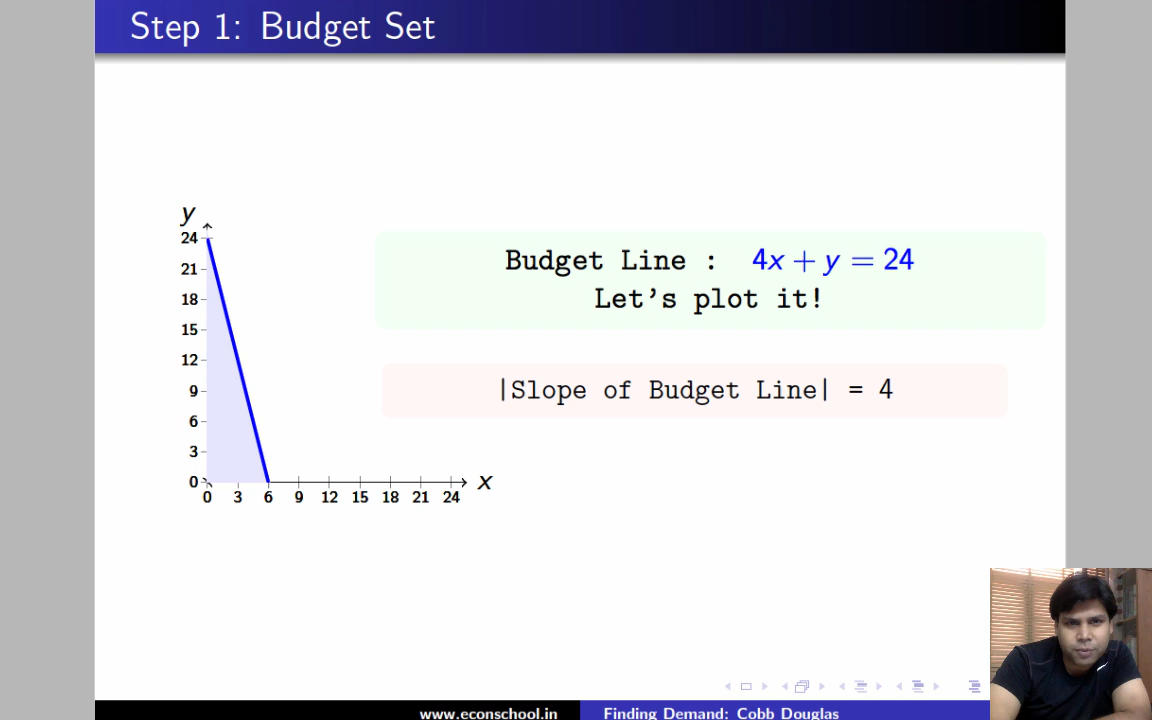 Step 1: Budget Set
y
24
21
18
15
12
9
6
3
0
0 3 6 9 12 15 18 21 24
x
Budget Line : 4x + y = 24
Let's plot it!
|Slope of Budget Line| = 4
www.econschool.in
Finding Demand: Cobb Douglas